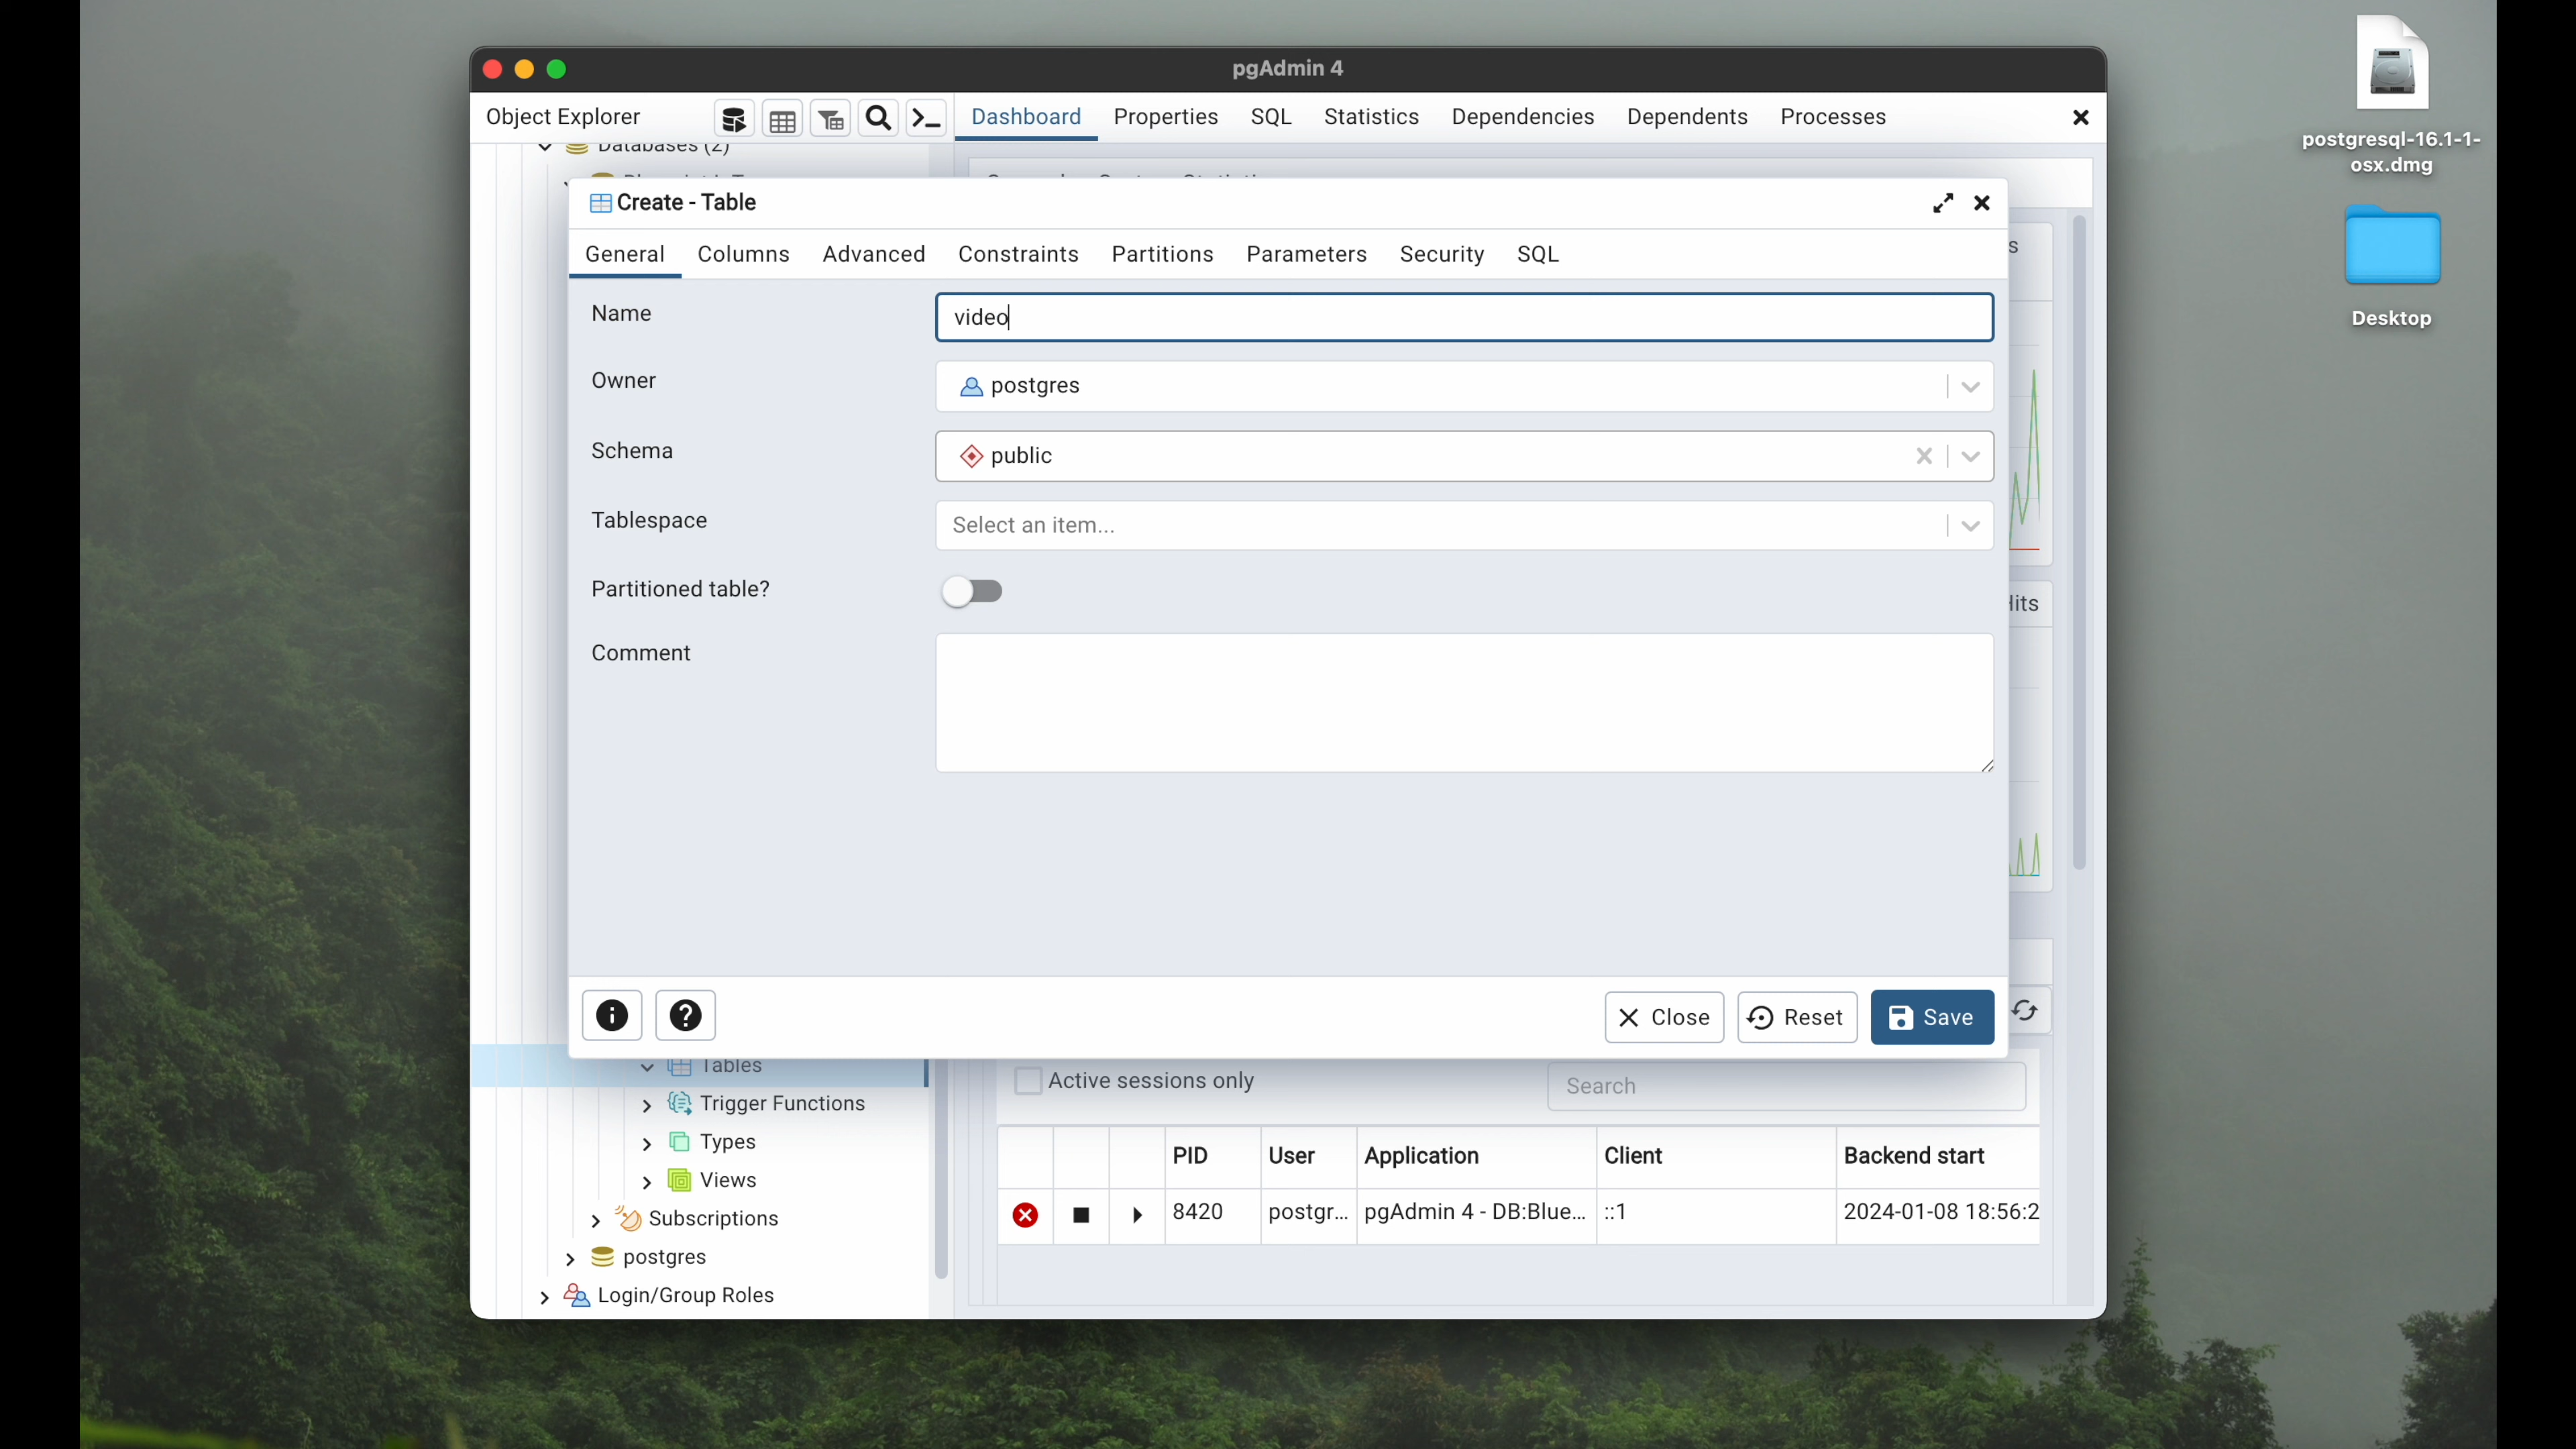 pgAdmin 4
postgresql-16.1-1-
osx.dmg
Desktop
Object Explorer
Dashboard Properties SQL Statistics Dependencies Dependents Processes
Databases (2)
Create - Table
General Columns Advanced Constraints Partitions Parameters Security SQL
Name video
Owner postgres
Schema public
Tablespace Select an item...
Partitioned table?
Comment
Close Reset Save
Tables
Active sessions only Search
Trigger Functions
Types
Views
Subscriptions
postgres
Login/Group Roles
PID User Application Client Backend start
8420 postgr... pgAdmin 4 - DB:Blue... ::1 2024-01-08 18:56:2